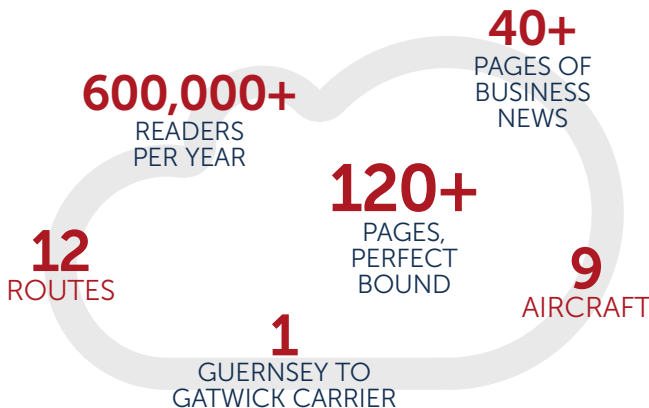 40+
PAGES OF
BUSINESS
NEWS
600,000+
READERS
PER YEAR
120+
PAGES,
PERFECT
BOUND
12
ROUTES
9
AIRCRAFT
1
GUERNSEY TO
GATWICK CARRIER